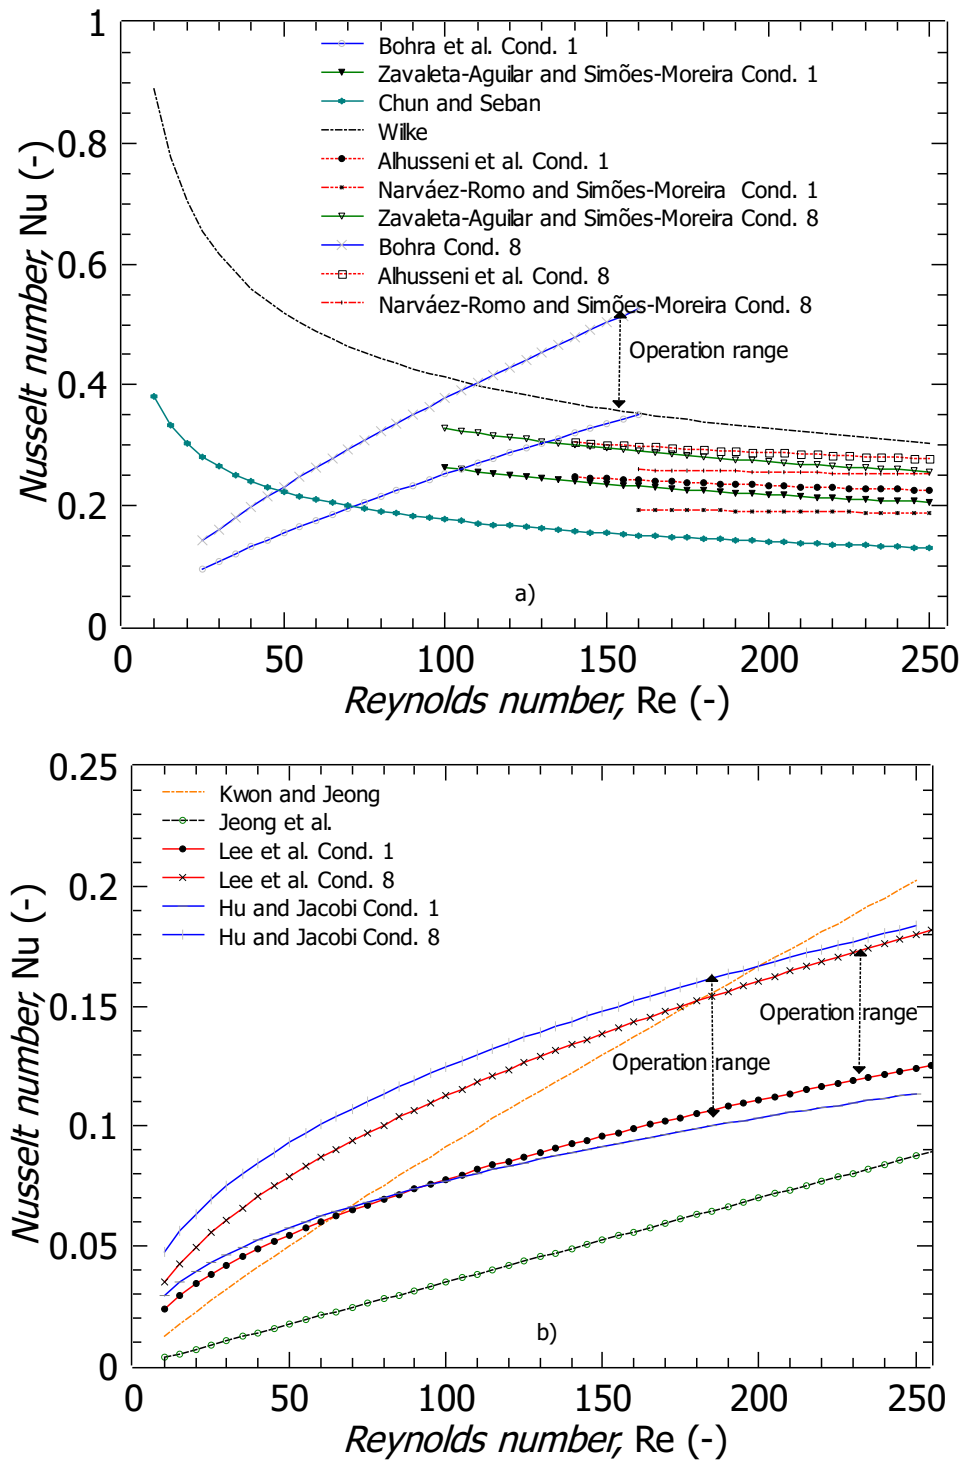 1
0.8
0.6
0.4
0.2
0
Nusselt number, Nu (-)
Bohra et al. Cond. 1
Zavaleta-Aguilar and Simões-Moreira Cond. 1
Chun and Seban
Wilke
Alhusseni et al. Cond. 1
Narváez-Romo and Simões-Moreira  Cond. 1
Zavaleta-Aguilar and Simões-Moreira Cond. 8
Bohra Cond. 8
Alhusseni et al. Cond. 8
Narváez-Romo and Simões-Moreira Cond. 8
Operation range
a)
0 50 100 150 200 250
Reynolds number, Re (-)
0.25
0.2
0.15
0.1
0.05
0
Nusselt number, Nu (-)
Kwon and Jeong
Jeong et al.
Lee et al. Cond. 1
Lee et al. Cond. 8
Hu and Jacobi Cond. 1
Hu and Jacobi Cond. 8
Operation range
Operation range
b)
0 50 100 150 200 250
Reynolds number, Re (-)